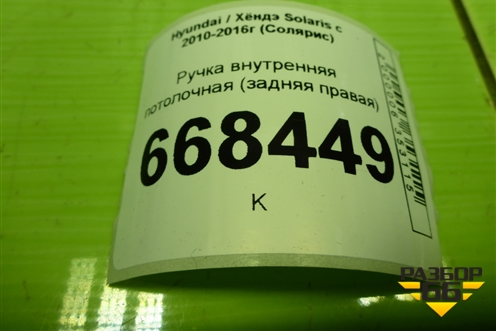 Hyundai / Хёндэ Solaris с
2010-2016г (Солярис)
Ручка внутренняя
потолочная (задняя правая)
668449
К
РАЗБОР
66